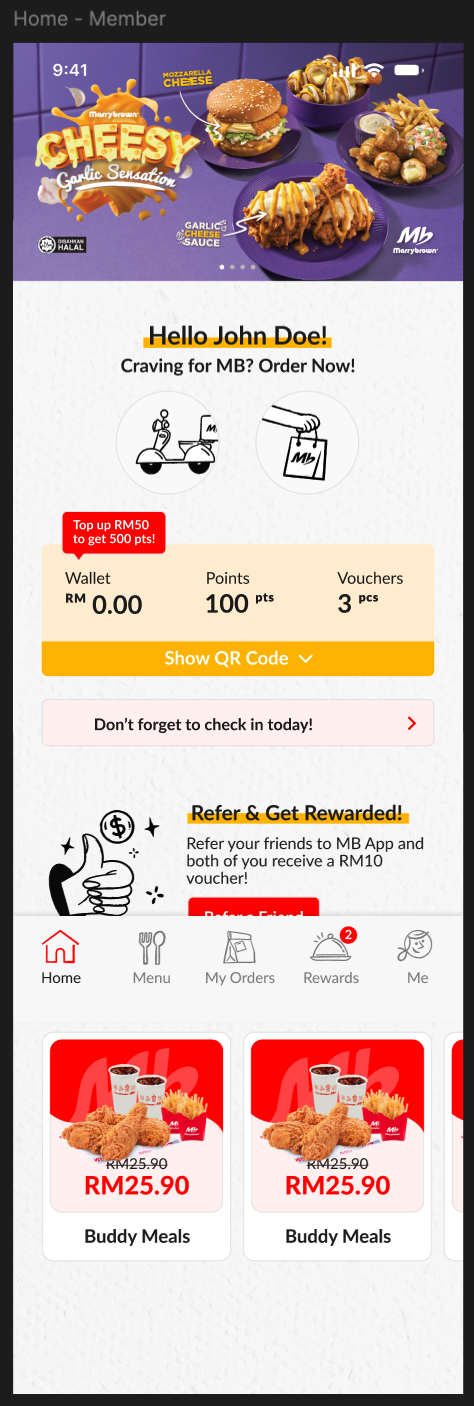 Home - Member
9:41
MOZZARELLA
CHEESE
Marrybrown
CHEESY
Garlic Sensation
GARLIC
CHEESE
SAUCE
DISAHKAN
HALAL
Mb
Marrybrown
Hello John Doe!
Craving for MB? Order Now!
M
Mb
Top up RM50
to get 500 pts!
Wallet
Points
Vouchers
RM 0.00
100 pts
3 pcs
Show QR Code
Don't forget to check in today!
Refer & Get Rewarded!
Refer your friends to MB App and
both of you receive a RM10
voucher!
Refer a Friend
2
Home
Menu
My Orders
Rewards
Me
Mb
Mb
RM25.90
RM25.90
RM25.90
RM25.90
Buddy Meals
Buddy Meals